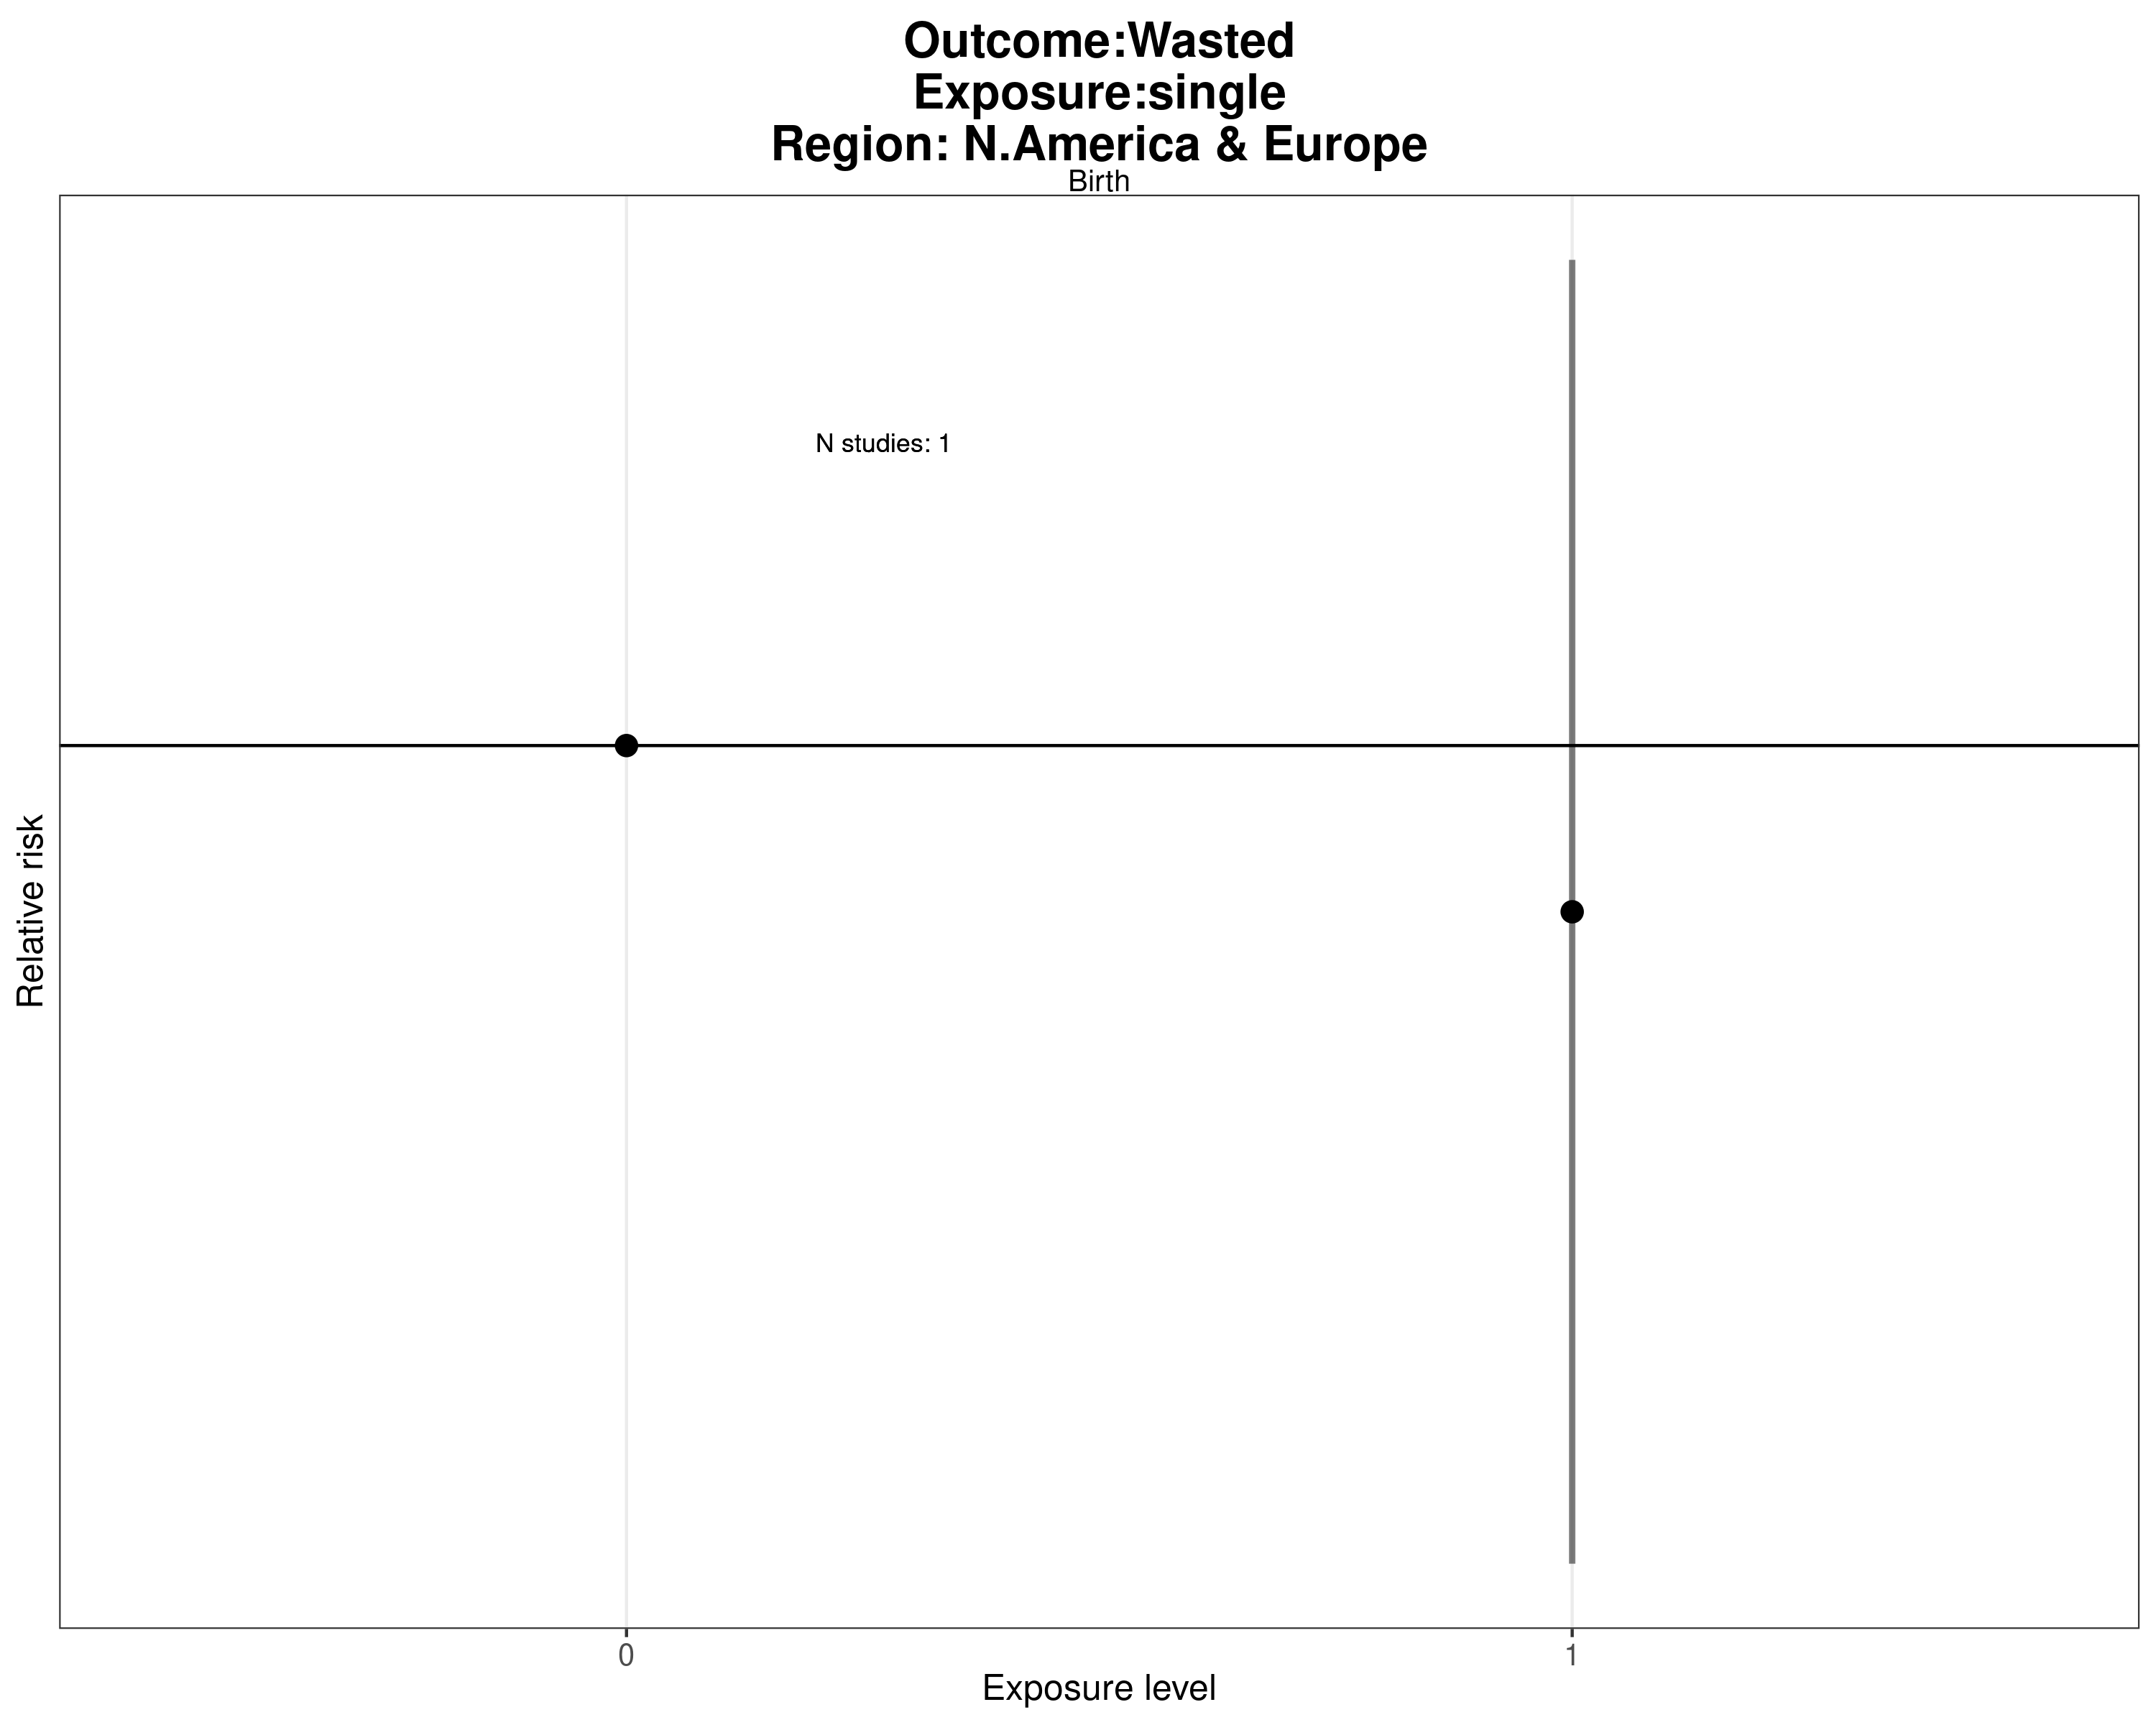 Outcome:Wasted
Exposure:single
Region: N.America & Europe
Birth
N studies: 1
Relative risk
0
1
Exposure level